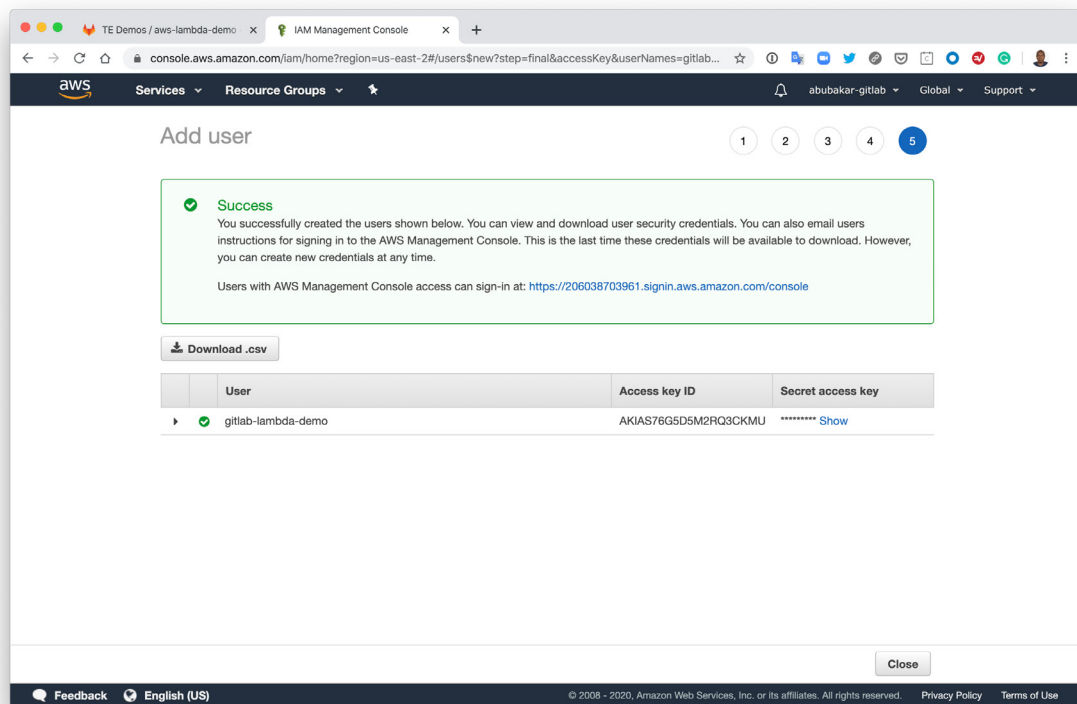 TE Demos / aws-lambda-demo
IAM Management Console
console.aws.amazon.com/iam/home?region=us-east-2#/users$new?step=final&accessKey&userNames=gitlab...
aws
Services
Resource Groups
abubakar-gitlab
Global
Support
Add user
1
2
3
4
5
Success
You successfully created the users shown below. You can view and download user security credentials. You can also email users
instructions for signing in to the AWS Management Console. This is the last time these credentials will be available to download. However,
you can create new credentials at any time.
Users with AWS Management Console access can sign-in at: https://206038703961.signin.aws.amazon.com/console
Download .csv
User
Access key ID
Secret access key
gitlab-lambda-demo
AKIAS76G5D5M2RQ3CKMU
********* Show
Close
Feedback
English (US)
© 2008 - 2020, Amazon Web Services, Inc. or its affiliates. All rights reserved.
Privacy Policy
Terms of Use